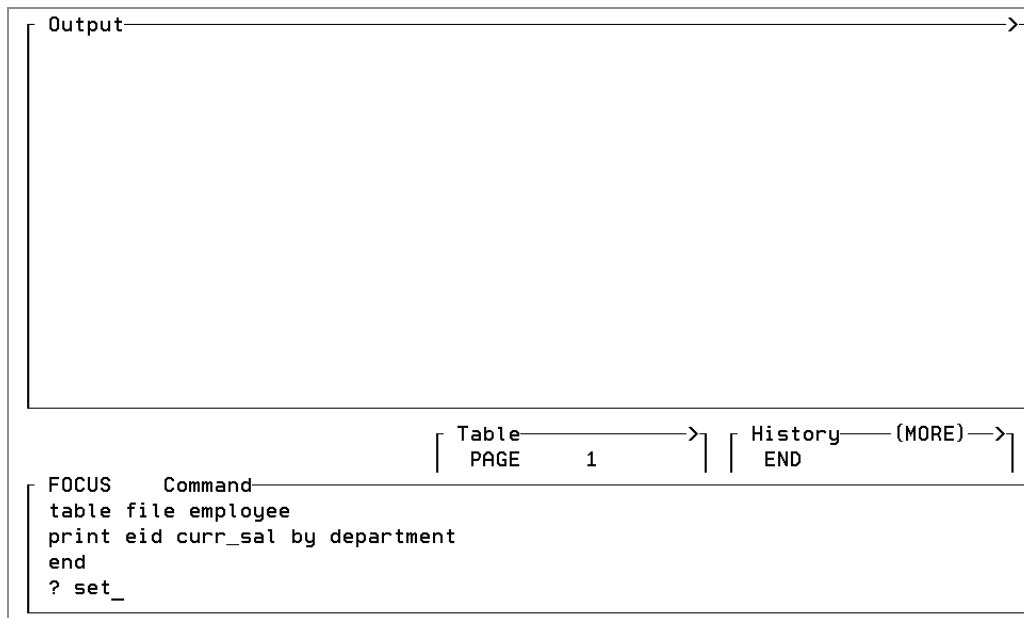 Output >
Table >
History (MORE) >
PAGE 1
END
FOCUS Command
table file employee
print eid curr_sal by department
end
? set_